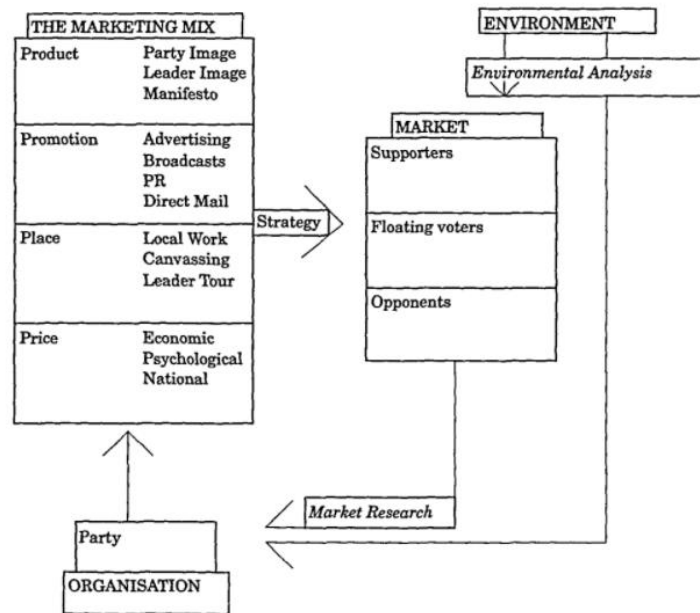 THE MARKETING MIX
Product Party Image
Leader Image
Manifesto
Promotion Advertising
Broadcasts
PR
Direct Mail
Place Local Work
Canvassing
Leader Tour
Price Economic
Psychological
National
Strategy
ENVIRONMENT
Environmental Analysis
MARKET
Supporters
Floating voters
Opponents
Market Research
Party
ORGANISATION